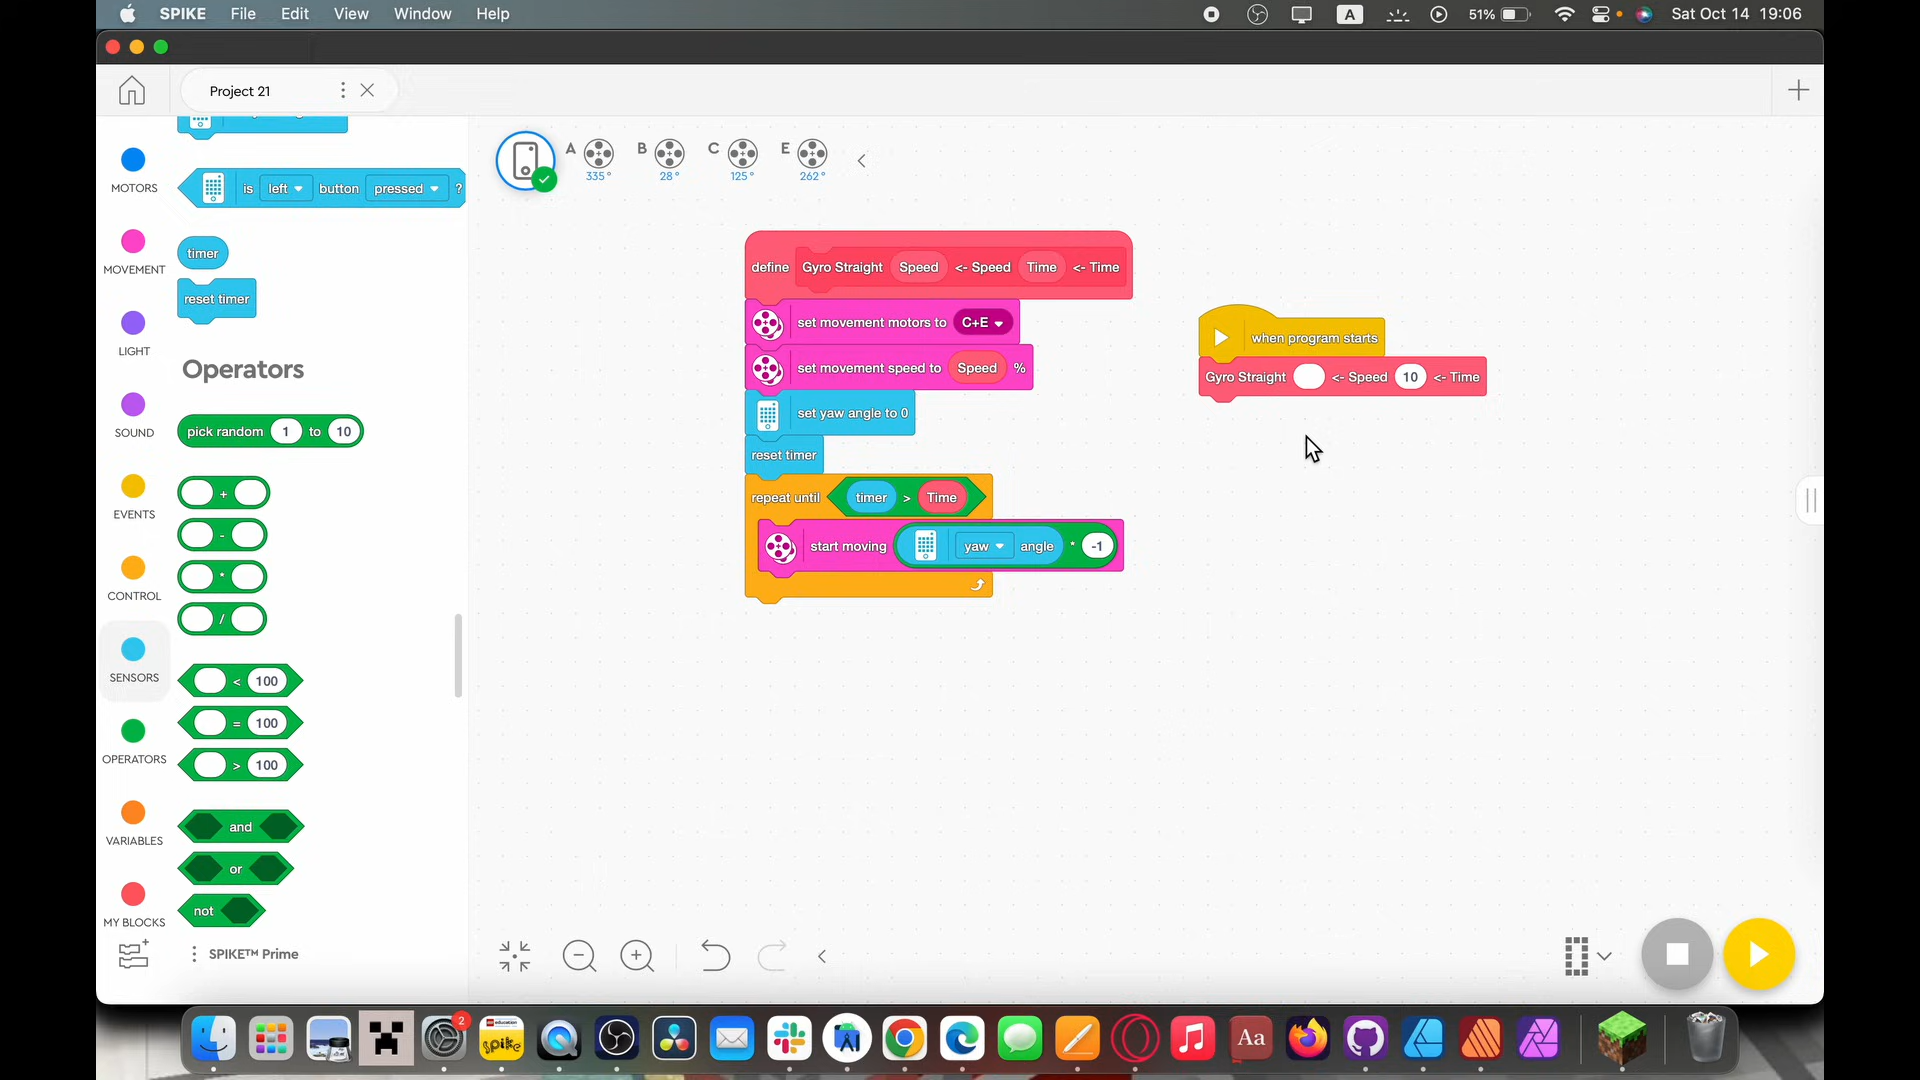 SPIKE File Edit View Window Help A 51% Sat Oct 14 19:06
Project 21
MOTORS
MOVEMENT
LIGHT
SOUND
EVENTS
CONTROL
SENSORS
OPERATORS
VARIABLES
MY BLOCKS
is left button pressed ?
timer
reset timer
Operators
pick random 1 to 10
+
-
*
/
< 100
= 100
> 100
and
or
not
SPIKE™ Prime
A B C E
335° 28° 125° 262°
define Gyro Straight Speed <- Speed Time <- Time
set movement motors to C+E
set movement speed to Speed %
set yaw angle to 0
reset timer
repeat until timer > Time
start moving yaw angle * -1
when program starts
Gyro Straight <- Speed 10 <- Time
2
education
spike
Aa